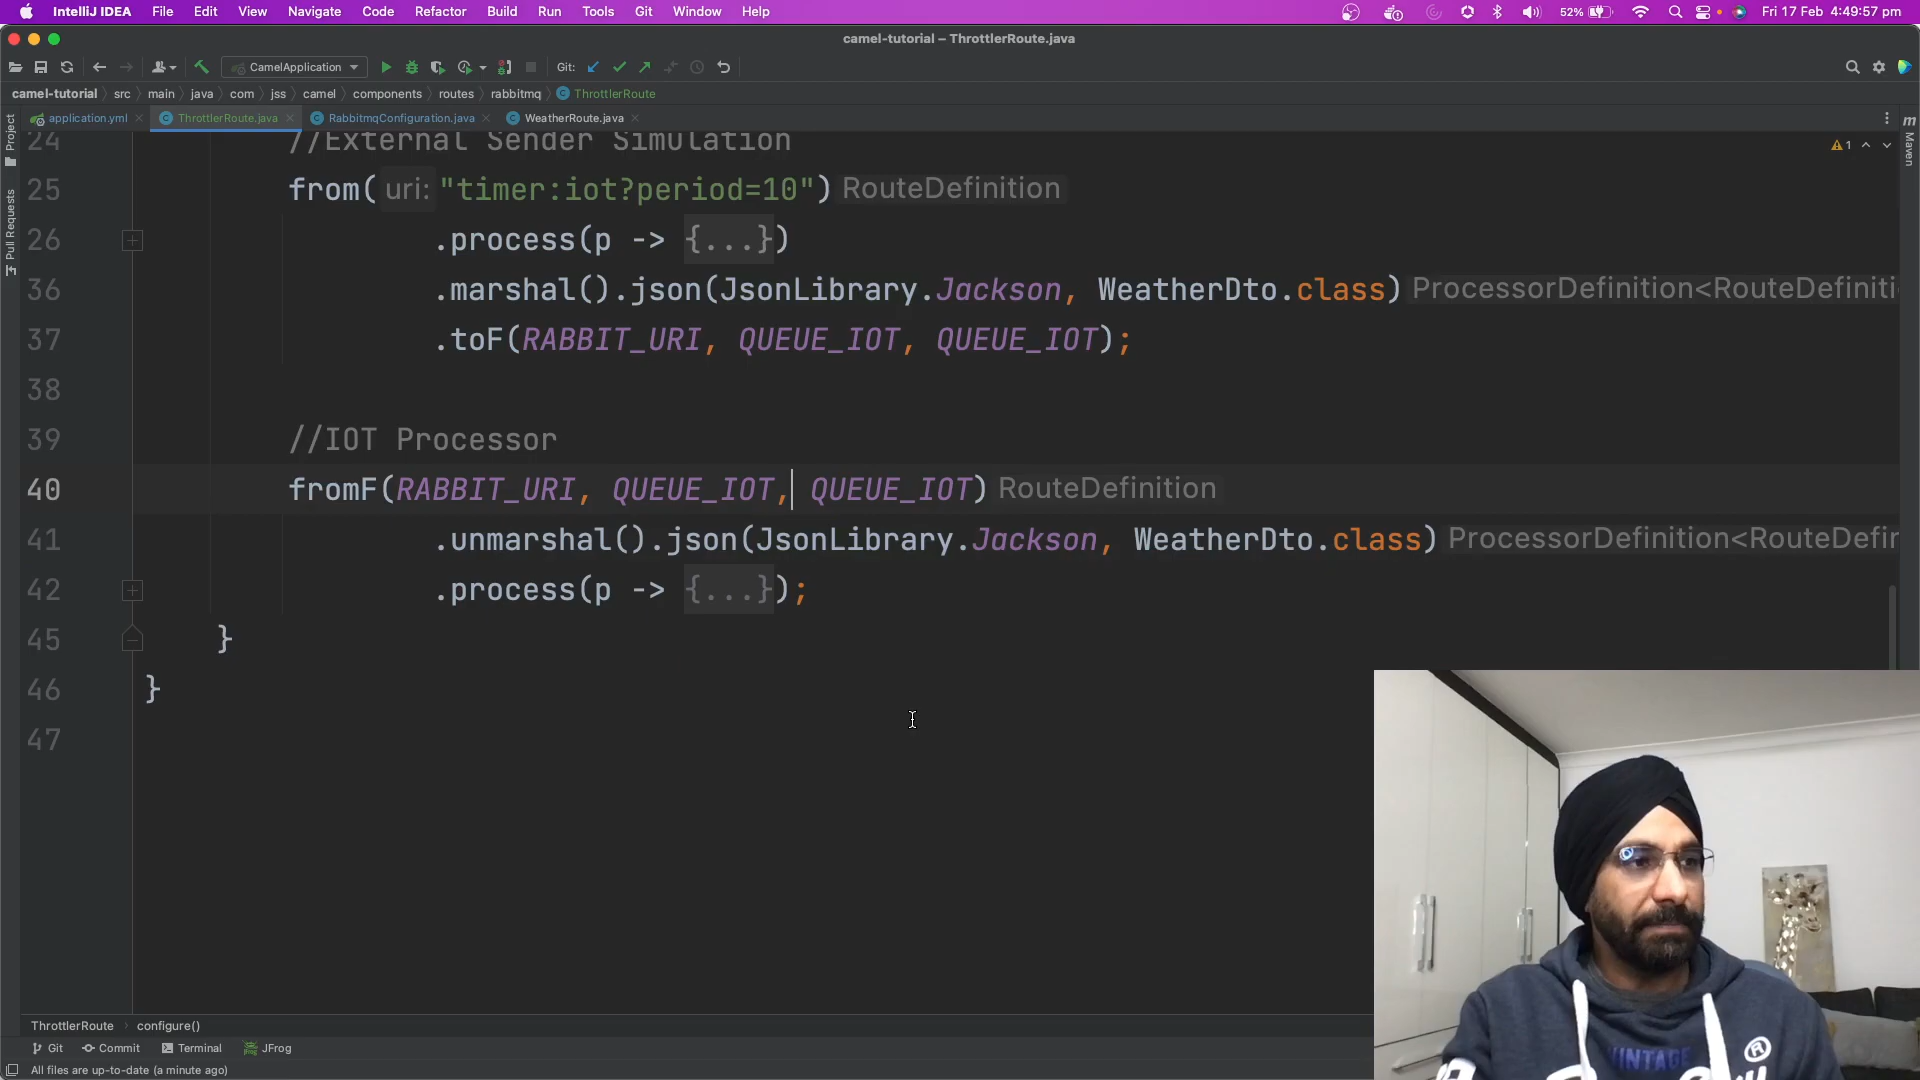 IntelliJ IDEA File Edit View Navigate Code Refactor Build Run Tools Git Window Help 52% Fri 17 Feb 4:49:57 pm
camel-tutorial – ThrottlerRoute.java
CamelApplication Git:
camel-tutorial src main java com jss camel components routes rabbitmq ThrottlerRoute
application.yml ThrottlerRoute.java RabbitmqConfiguration.java WeatherRoute.java
Project
Pull Requests
m Maven
1
24 //External Sender Simulation
25 from( uri: "timer:iot?period=10") RouteDefinition
26 .process(p -> {...})
36 .marshal().json(JsonLibrary.Jackson, WeatherDto.class) ProcessorDefinition<RouteDefiniti
37 .toF(RABBIT_URI, QUEUE_IOT, QUEUE_IOT);
38
39 //IOT Processor
40 fromF(RABBIT_URI, QUEUE_IOT, QUEUE_IOT) RouteDefinition
41 .unmarshal().json(JsonLibrary.Jackson, WeatherDto.class) ProcessorDefinition<RouteDefin
42 .process(p -> {...});
45 }
46 }
47
VINTAGE
®
ThrottlerRoute configure()
Git Commit Terminal JFrog
All files are up-to-date (a minute ago)